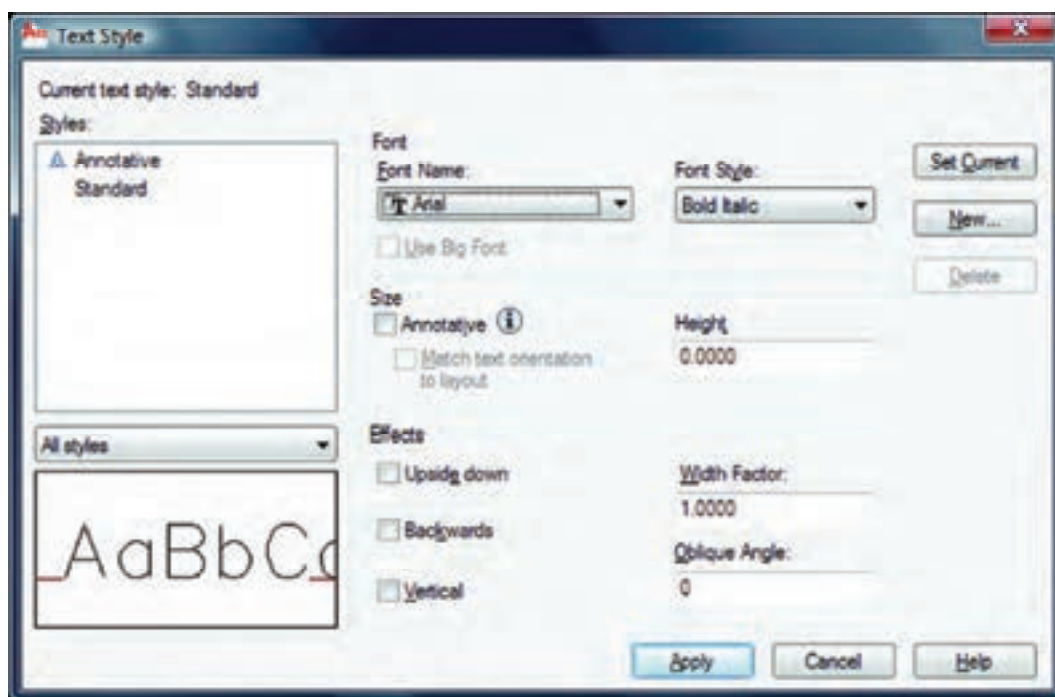 Text Style
Current text style: Standard
Styles:
Annotative
Standard
All styles
AaBbCc
Font
Font Name:
Arial
Use Big Font
Font Style:
Bold Italic
Size
Annotative
Match text orientation
to layout
Height
0.0000
Effects
Upside down
Backwards
Vertical
Width Factor:
1.0000
Oblique Angle:
0
Set Current
New...
Delete
Apply
Cancel
Help